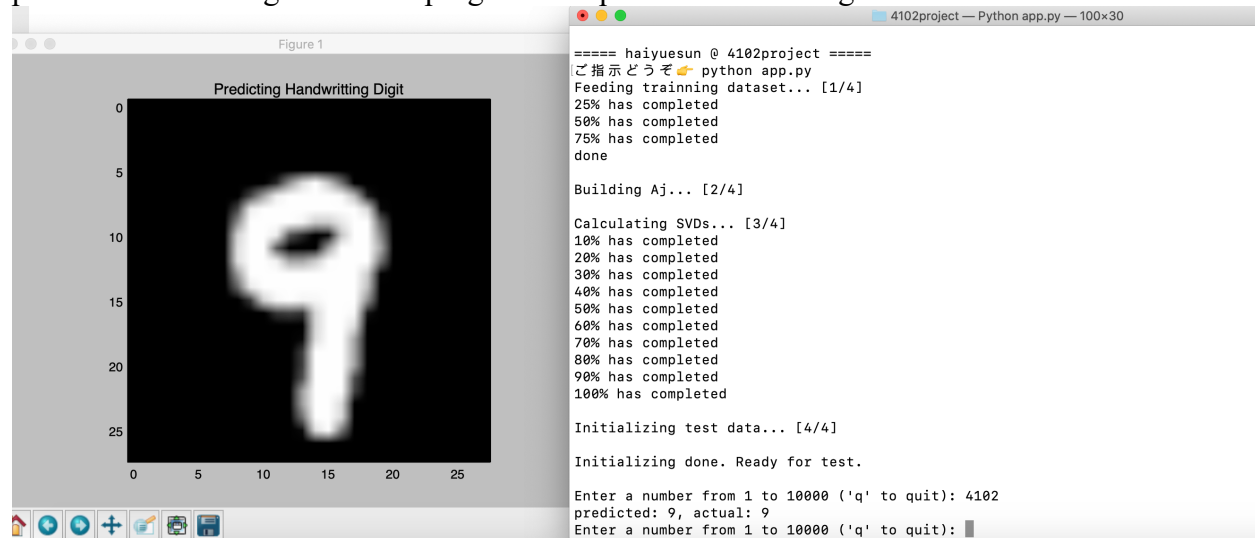 Figure 1
Predicting Handwritting Digit
0
5
10
15
20
25
0 5 10 15 20 25
4102project — Python app.py — 100×30
===== haiyuesun @ 4102project =====
ご指示どうぞ👉 python app.py
Feeding trainning dataset... [1/4]
25% has completed
50% has completed
75% has completed
done
Building Aj... [2/4]
Calculating SVDs... [3/4]
10% has completed
20% has completed
30% has completed
40% has completed
50% has completed
60% has completed
70% has completed
80% has completed
90% has completed
100% has completed
Initializing test data... [4/4]
Initializing done. Ready for test.
Enter a number from 1 to 10000 ('q' to quit): 4102
predicted: 9, actual: 9
Enter a number from 1 to 10000 ('q' to quit):